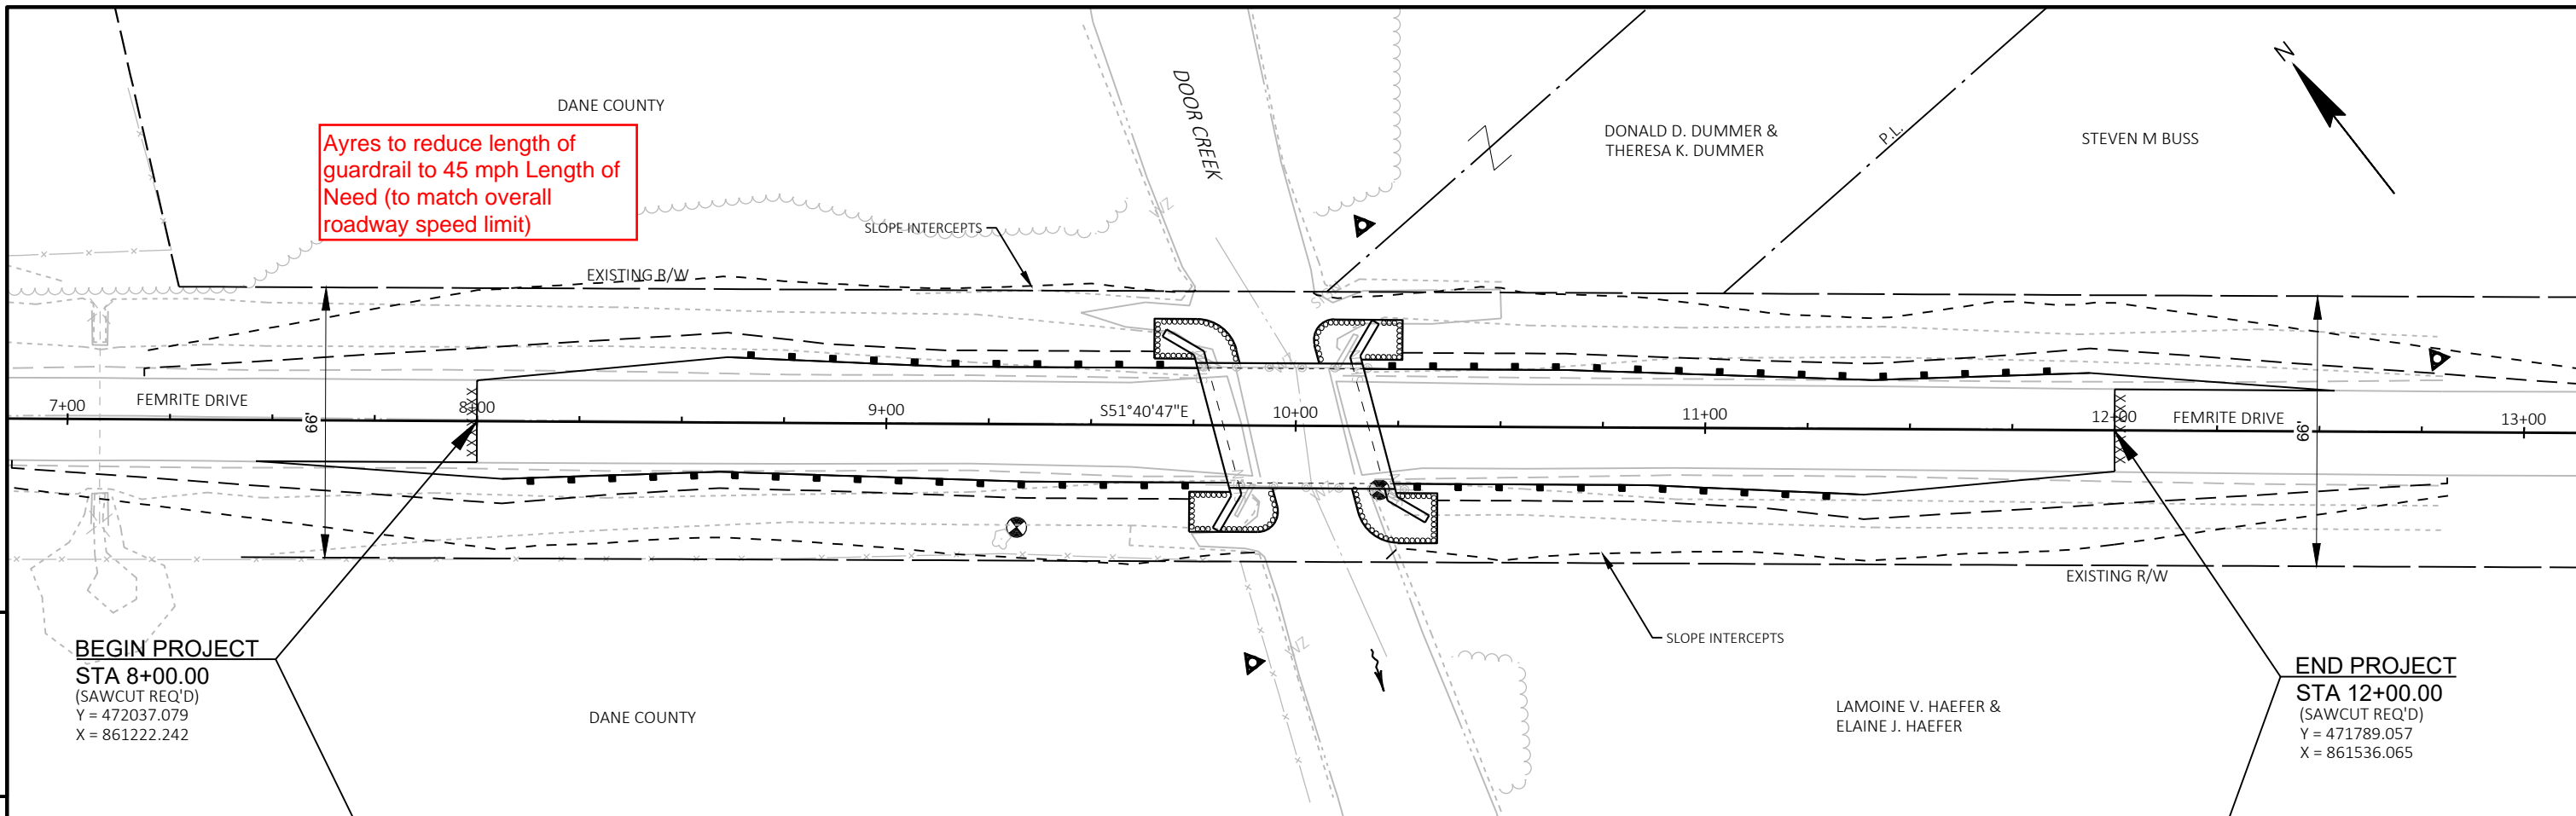 DANE COUNTY
Ayres to reduce length of
guardrail to 45 mph Length of
Need (to match overall
roadway speed limit)
DOOR CREEK
DONALD D. DUMMER &
THERESA K. DUMMER
P.L.
STEVEN M BUSS
N
SLOPE INTERCEPTS
EXISTING R/W
7+00
FEMRITE DRIVE
8+00
9+00
S51°40'47"E
10+00
11+00
12+00
FEMRITE DRIVE
13+00
66'
66'
EXISTING R/W
SLOPE INTERCEPTS
BEGIN PROJECT
STA 8+00.00
(SAWCUT REQ'D)
Y = 472037.079
X = 861222.242
DANE COUNTY
LAMOINE V. HAEFER &
ELAINE J. HAEFER
END PROJECT
STA 12+00.00
(SAWCUT REQ'D)
Y = 471789.057
X = 861536.065